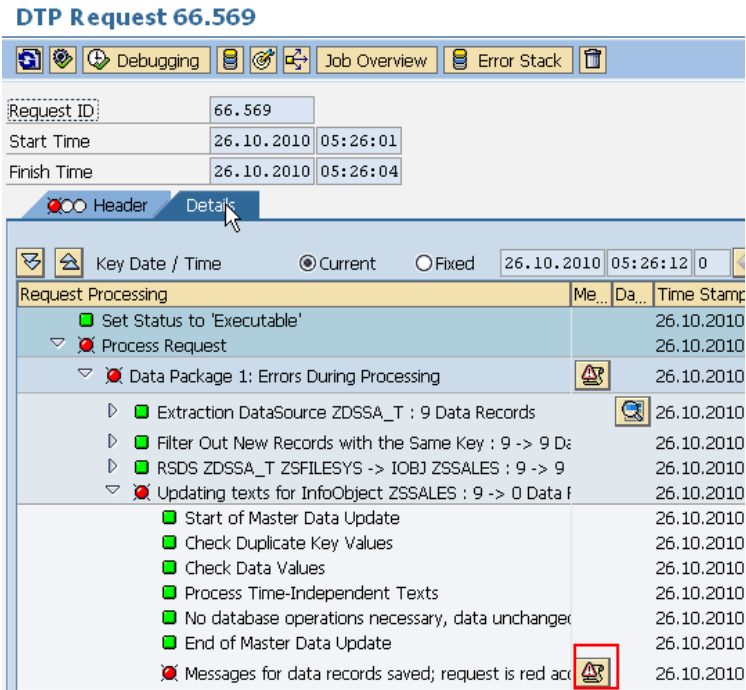 DTP Request 66.569
Debugging Job Overview Error Stack
Request ID 66.569
Start Time 26.10.2010 05:26:01
Finish Time 26.10.2010 05:26:04
Header Details
Key Date / Time Current Fixed 26.10.2010 05:26:12 0
Request Processing Me... Da... Time Stamp
Set Status to 'Executable' 26.10.2010
Process Request 26.10.2010
Data Package 1: Errors During Processing 26.10.2010
Extraction DataSource ZDSSA_T : 9 Data Records 26.10.2010
Filter Out New Records with the Same Key : 9 -> 9 Da 26.10.2010
RSDS ZDSSA_T ZSFILESYS -> IOBJ ZSSALES : 9 -> 9 26.10.2010
Updating texts for InfoObject ZSSALES : 9 -> 0 Data 26.10.2010
Start of Master Data Update 26.10.2010
Check Duplicate Key Values 26.10.2010
Check Data Values 26.10.2010
Process Time-Independent Texts 26.10.2010
No database operations necessary, data unchanged 26.10.2010
End of Master Data Update 26.10.2010
Messages for data records saved; request is red acc 26.10.2010